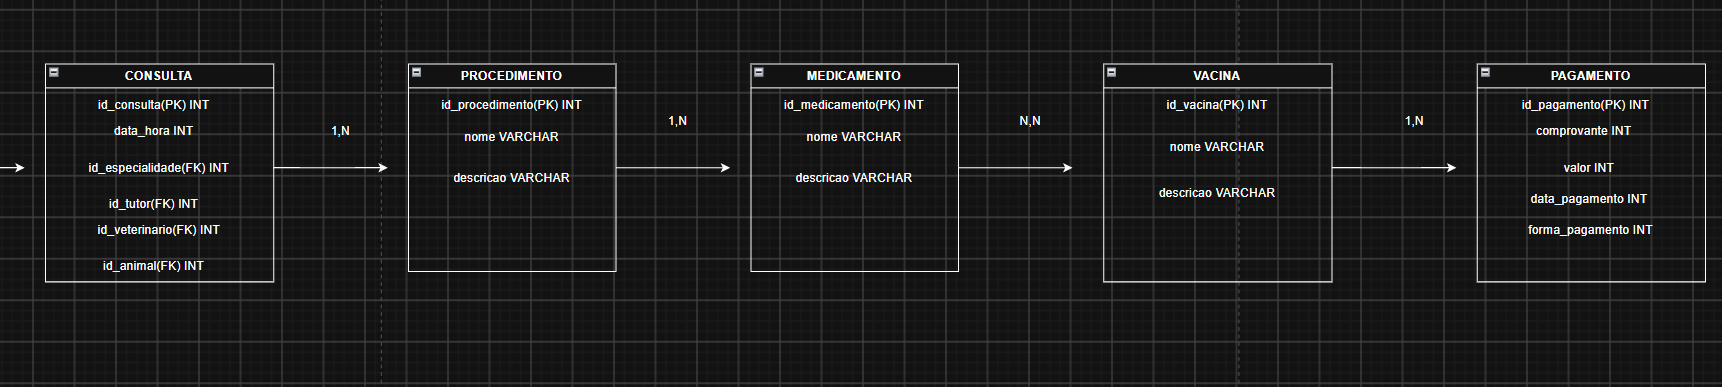 CONSULTA
id_consulta(PK) INT
data_hora INT
id_especialidade(FK) INT
id_tutor(FK) INT
id_veterinario(FK) INT
id_animal(FK) INT
1,N
PROCEDIMENTO
id_procedimento(PK) INT
nome VARCHAR
descricao VARCHAR
1,N
MEDICAMENTO
id_medicamento(PK) INT
nome VARCHAR
descricao VARCHAR
N,N
VACINA
id_vacina(PK) INT
nome VARCHAR
descricao VARCHAR
1,N
PAGAMENTO
id_pagamento(PK) INT
comprovante INT
valor INT
data_pagamento INT
forma_pagamento INT